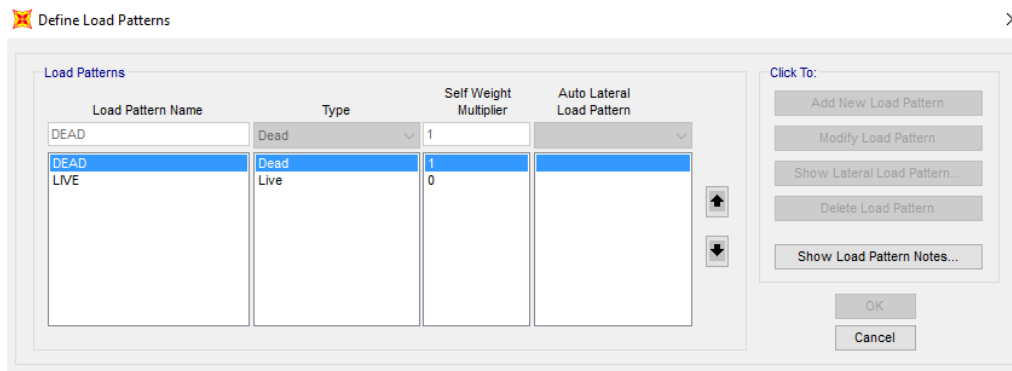 Define Load Patterns
Load Patterns
Load Pattern Name
Type
Self Weight
Multiplier
Auto Lateral
Load Pattern
DEAD
Dead
1
DEAD
Dead
1
LIVE
Live
0
Click To:
Add New Load Pattern
Modify Load Pattern
Show Lateral Load Pattern...
Delete Load Pattern
Show Load Pattern Notes...
OK
Cancel